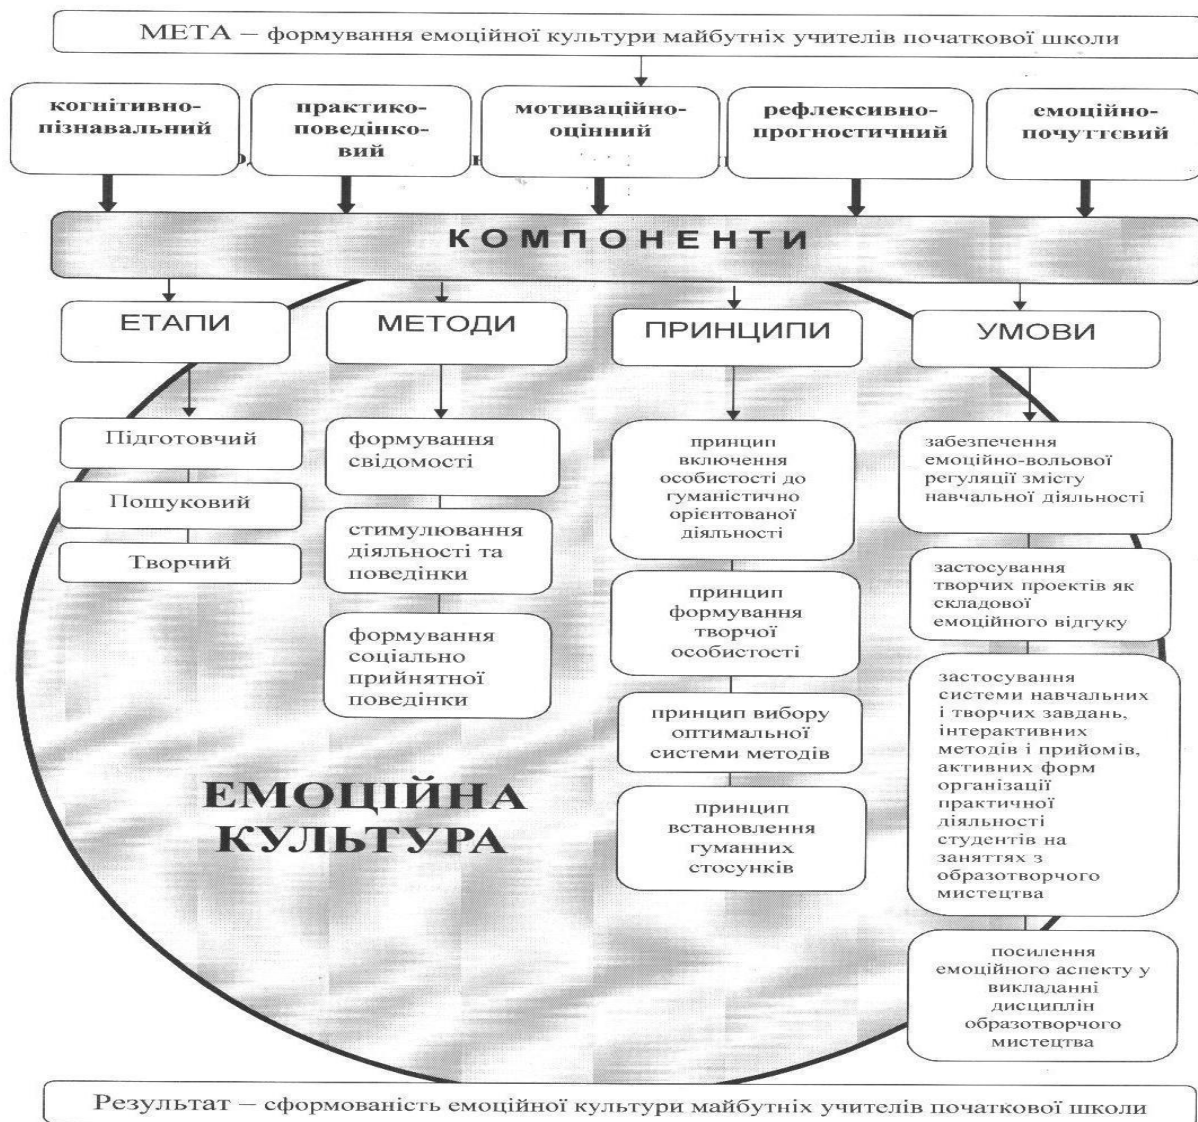 МЕТА – формування емоційної культури майбутніх учителів початкової школи
когнітивно-
пізнавальний
практико-
поведінко-
вий
мотиваційно-
оцінний
рефлексивно-
прогностичний
емоційно-
почуттєвий
КОМПОНЕНТИ
ЕТАПИ
Підготовчий
Пошуковий
Творчий
МЕТОДИ
формування
свідомості
стимулювання
діяльності та
поведінки
формування
соціально
прийнятної
поведінки
ПРИНЦИПИ
принцип
включення
особистості до
гуманістично
орієнтованої
діяльності
принцип
формування
творчої
особистості
принцип вибору
оптимальної
системи методів
принцип
встановлення
гуманних
стосунків
УМОВИ
забезпечення
емоційно-вольової
регуляції змісту
навчальної діяльності
застосування
творчих проектів як
складової
емоційного відгуку
застосування
системи навчальних
і творчих завдань,
інтерактивних
методів і прийомів,
активних форм
організації
практичної
діяльності
студентів на
заняттях з
образотворчого
мистецтва
посилення
емоційного аспекту у
викладанні
дисциплін
образотворчого
мистецтва
ЕМОЦІЙНА
КУЛЬТУРА
Результат – сформованість емоційної культури майбутніх учителів початкової школи